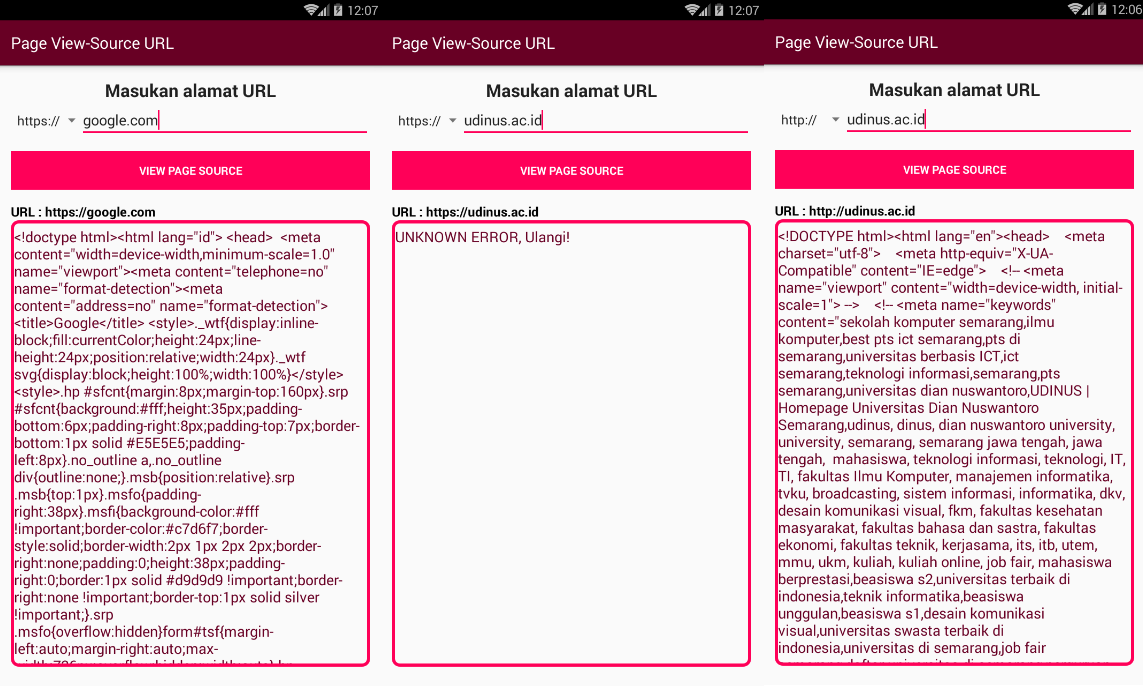 12:07
Page View-Source URL
Masukan alamat URL
https://
google.com
VIEW PAGE SOURCE
URL : https://google.com
<!doctype html><html lang="id"> <head>  <meta
content="width=device-width,minimum-scale=1.0"
name="viewport"><meta content="telephone=no"
name="format-detection"><meta
content="address=no" name="format-detection">
<title>Google</title> <style>._wtf{display:inline-
block;fill:currentColor;height:24px;line-
height:24px;position:relative;width:24px}._wtf
svg{display:block;height:100%;width:100%}</style>
<style>.hp #sfcnt{margin:8px;margin-top:160px}.srp
#sfcnt{background:#fff;height:35px;padding-
bottom:6px;padding-right:8px;padding-top:7px;border-
bottom:1px solid #E5E5E5;padding-
left:8px}.no_outline a,.no_outline
div{outline:none;}.msb{position:relative}.srp
.msb{top:1px}.msfo{padding-
right:38px}.msfi{background-color:#fff
!important;border-color:#c7d6f7;border-
style:solid;border-width:2px 1px 2px 2px;border-
right:none;padding:0;height:38px;padding-
right:0;border:1px solid #d9d9d9 !important;border-
right:none !important;border-top:1px solid silver
!important;}.srp
.msfo{overflow:hidden}form#tsf{margin-
left:auto;margin-right:auto;max-
12:07
Page View-Source URL
Masukan alamat URL
https://
udinus.ac.id
VIEW PAGE SOURCE
URL : https://udinus.ac.id
UNKNOWN ERROR, Ulangi!
12:06
Page View-Source URL
Masukan alamat URL
http://
udinus.ac.id
VIEW PAGE SOURCE
URL : http://udinus.ac.id
<!DOCTYPE html><html lang="en"><head>    <meta
charset="utf-8">    <meta http-equiv="X-UA-
Compatible" content="IE=edge">    <!-- <meta
name="viewport" content="width=device-width, initial-
scale=1"> -->    <!-- <meta name="keywords"
content="sekolah komputer semarang,ilmu
komputer,best pts ict semarang,pts di
semarang,universitas berbasis ICT,ict
semarang,teknologi informasi,semarang,pts
semarang,universitas dian nuswantoro,UDINUS |
Homepage Universitas Dian Nuswantoro
Semarang,udinus, dinus, dian nuswantoro university,
university, semarang, semarang jawa tengah, jawa
tengah,  mahasiswa, teknologi informasi, teknologi, IT,
TI, fakultas Ilmu Komputer, manajemen informatika,
tvku, broadcasting, sistem informasi, informatika, dkv,
desain komunikasi visual, fkm, fakultas kesehatan
masyarakat, fakultas bahasa dan sastra, fakultas
ekonomi, fakultas teknik, kerjasama, its, itb, utem,
mmu, ukm, kuliah, kuliah online, job fair, mahasiswa
berprestasi,beasiswa s2,universitas terbaik di
indonesia,teknik informatika,beasiswa
unggulan,beasiswa s1,desain komunikasi
visual,universitas swasta terbaik di
indonesia,universitas di semarang,job fair